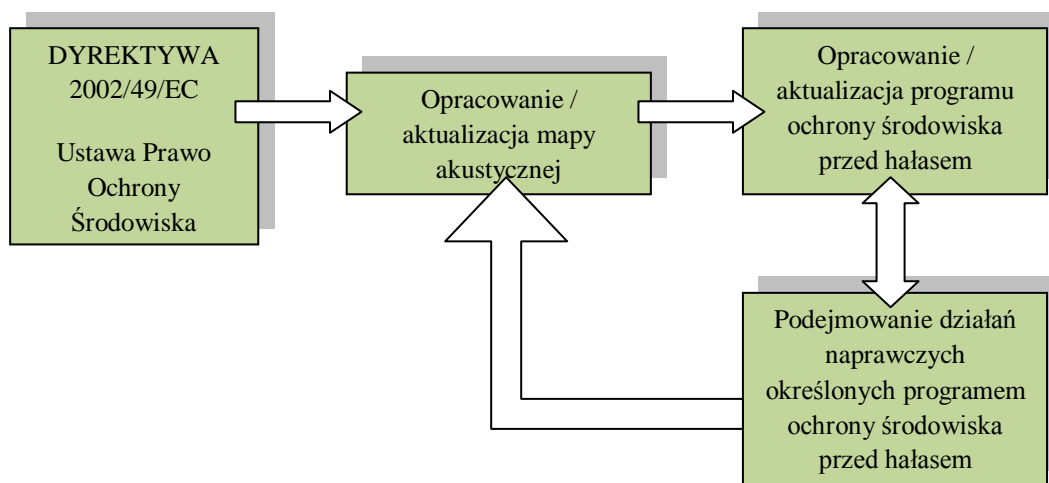 DYREKTYWA
2002/49/EC
Ustawa Prawo
Ochrony
Środowiska
Opracowanie /
aktualizacja mapy
akustycznej
Opracowanie /
aktualizacja programu
ochrony środowiska
przed hałasem
Podejmowanie działań
naprawczych
określonych programem
ochrony środowiska
przed hałasem